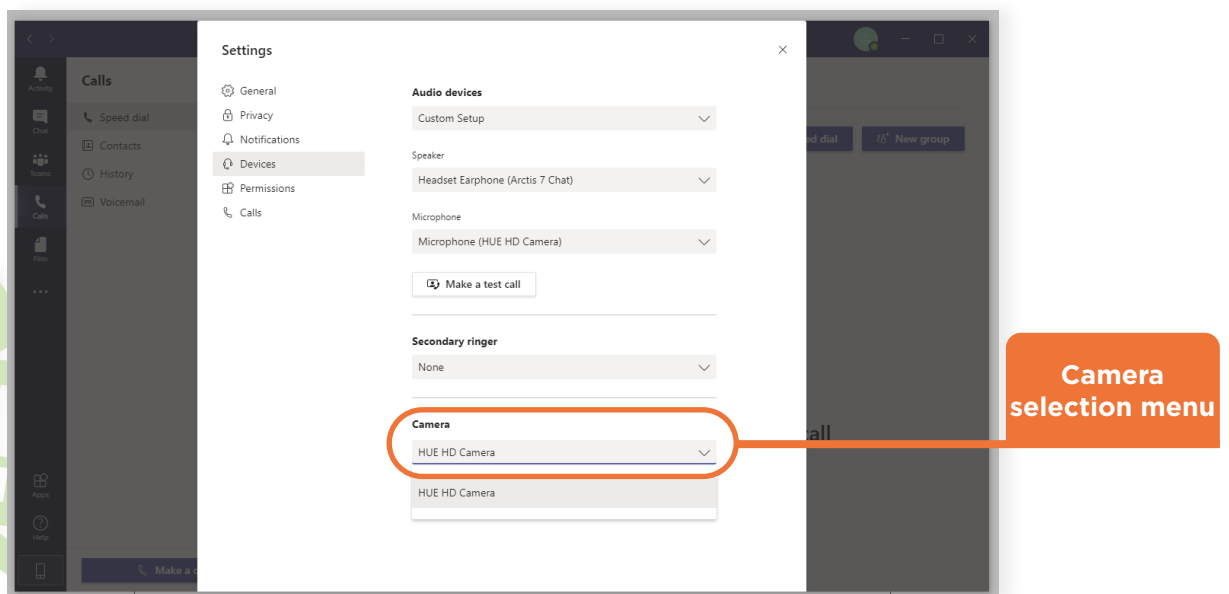 Settings
Activity
Calls
General
Audio devices
Privacy
Custom Setup
Speed dial
Chat
ed dial
New group
Notifications
Contacts
Speaker
Devices
Teams
History
Headset Earphone (Arctis 7 Chat)
Permissions
Voicemail
Calls
Calls
Microphone
Microphone (HUE HD Camera)
Files
Make a test call
Secondary ringer
None
Camera
selection menu
Camera
call
HUE HD Camera
HUE HD Camera
Apps
Help
Make a c